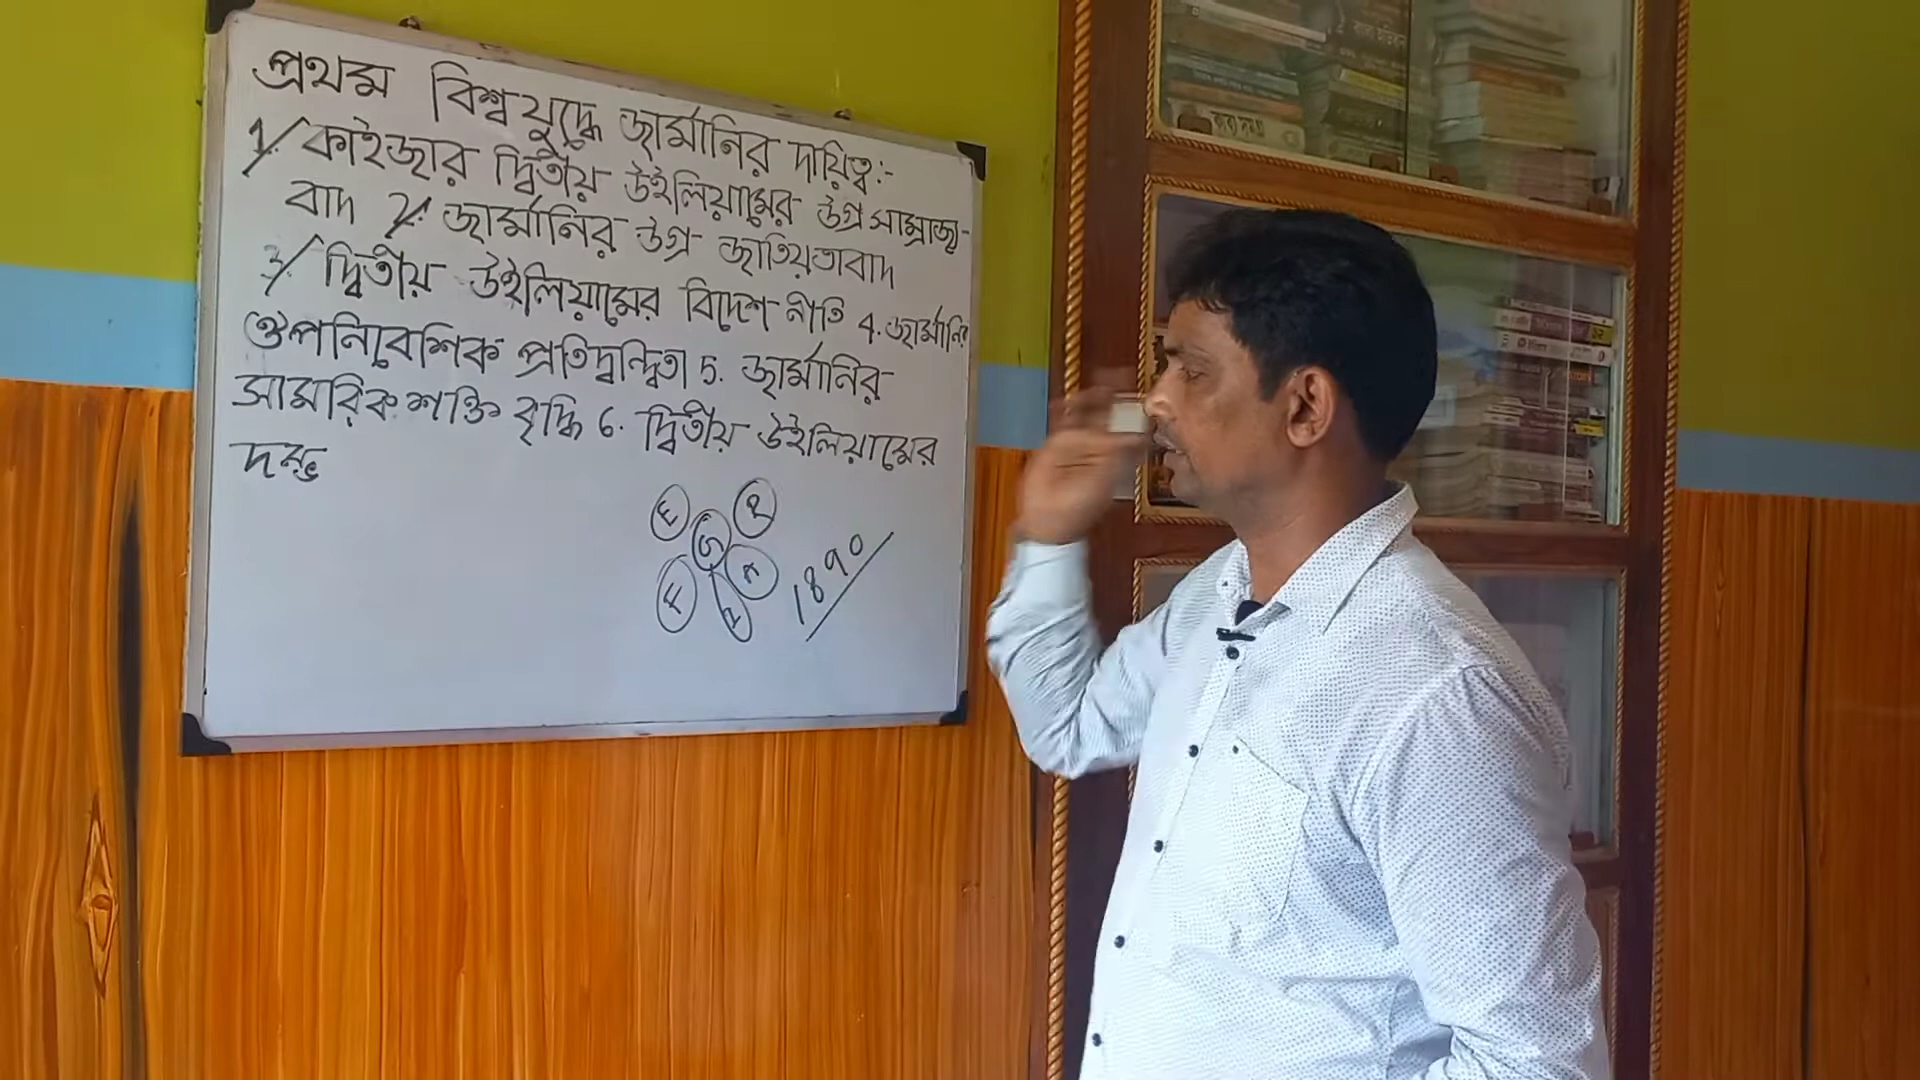 প্রথম বিশ্বযুদ্ধে জার্মানির দায়িত্ব:-
1. কাইজার দ্বিতীয় উইলিয়ামের উগ্র সাম্রাজ্য-
বাদ 2. জার্মানির উগ্র জাতিয়তাবাদ
3. দ্বিতীয় উইলিয়ামের বিদেশ নীতি 4. জার্মানির
ঔপনিবেশিক প্রতিদ্বন্দ্বিতা 5. জার্মানির
সামরিক শক্তি বৃদ্ধি 6. দ্বিতীয় উইলিয়ামের
দম্ভ
E R
G
F A I
1890